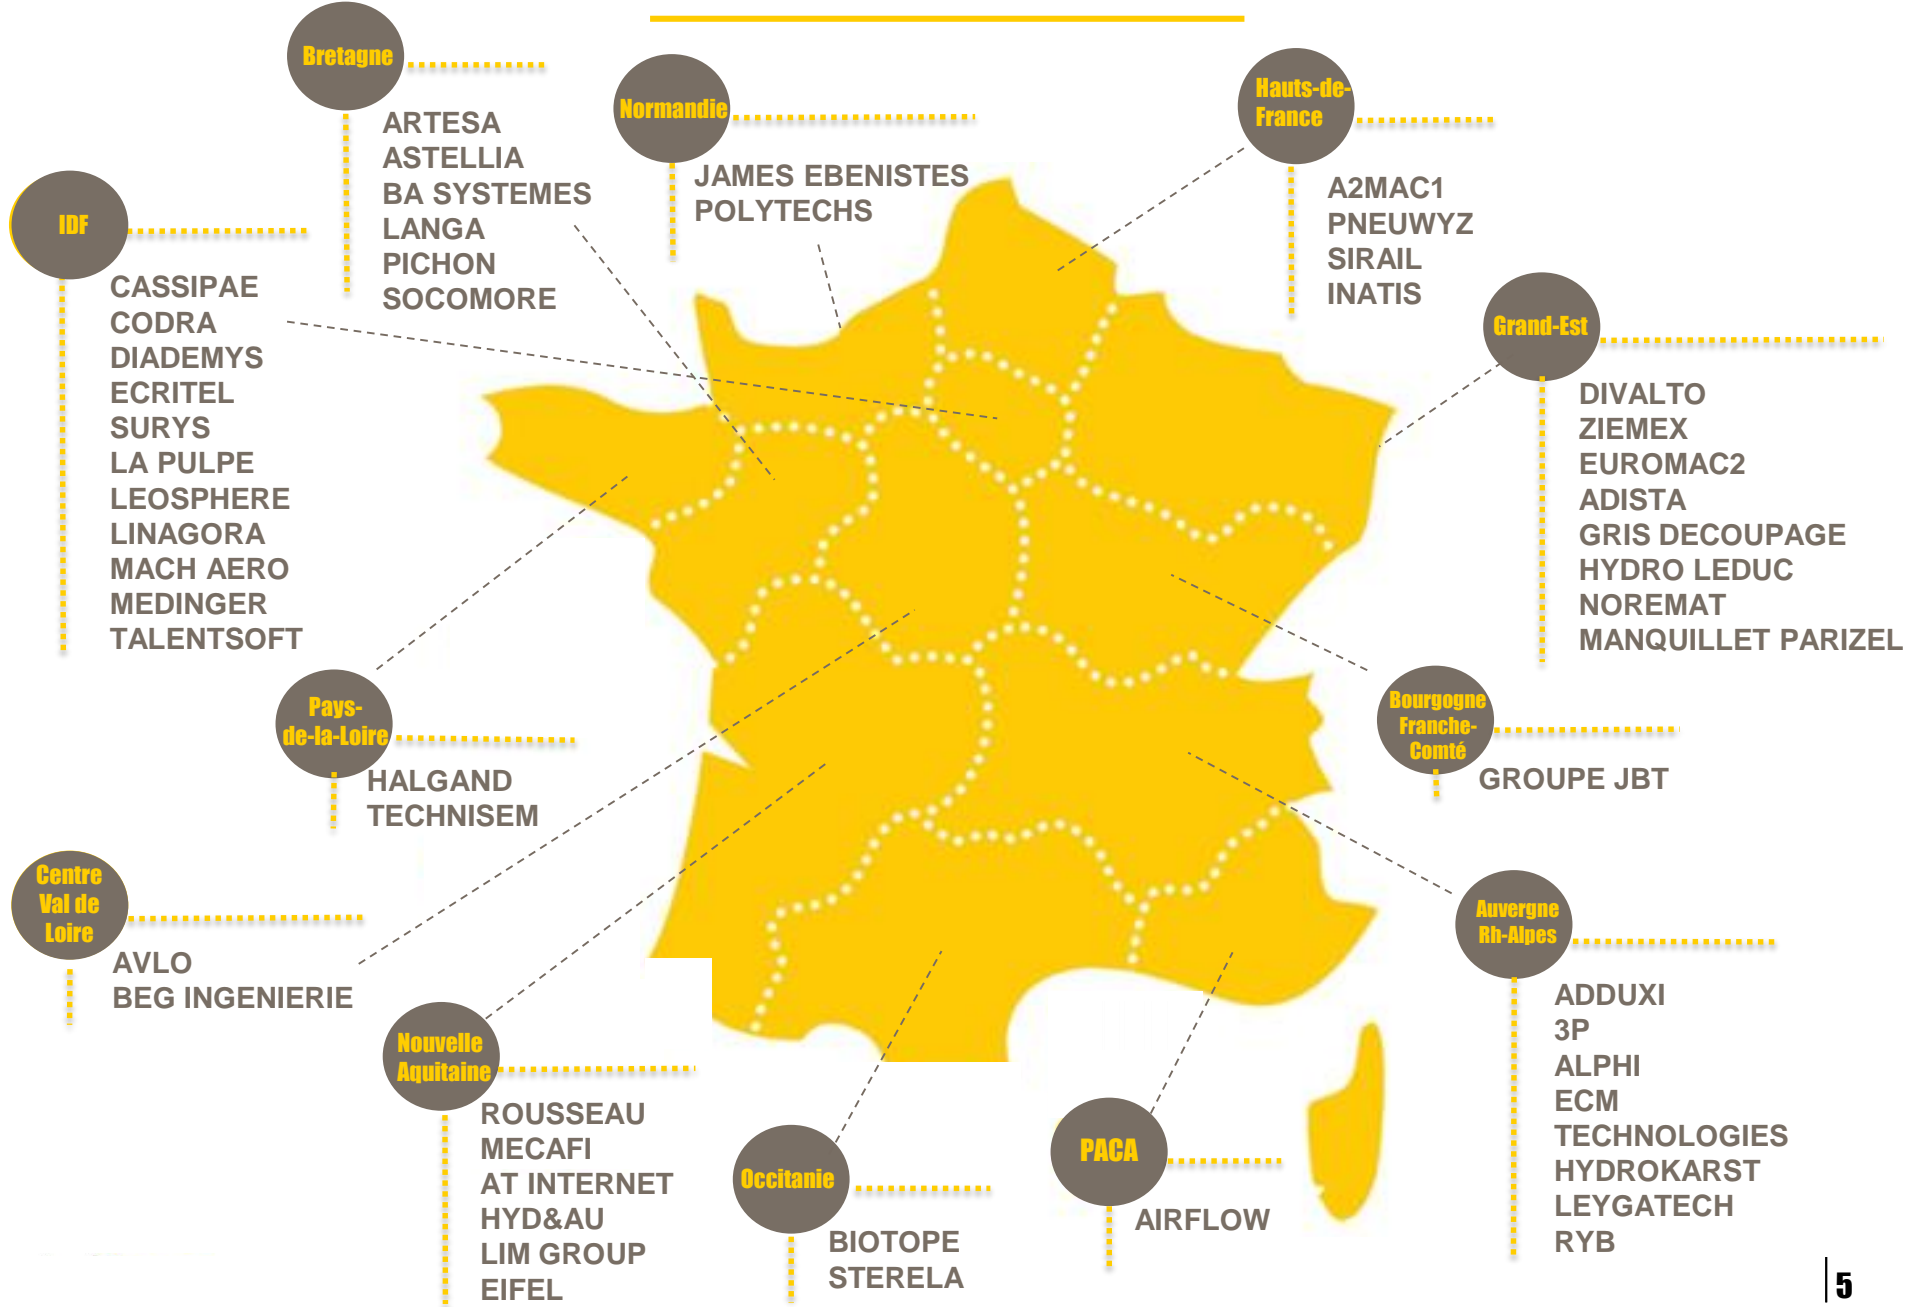 Bretagne
ARTESA
ASTELLIA
BA SYSTEMES
LANGA
PICHON
SOCOMORE
Normandie
JAMES EBENISTES
POLYTECHS
Hauts-de-
France
A2MAC1
PNEUWYZ
SIRAIL
INATIS
IDF
CASSIPAE
CODRA
DIADEMYS
ECRITEL
SURYS
LA PULPE
LEOSPHERE
LINAGORA
MACH AERO
MEDINGER
TALENTSOFT
Grand-Est
DIVALTO
ZIEMEX
EUROMAC2
ADISTA
GRIS DECOUPAGE
HYDRO LEDUC
NOREMAT
MANQUILLET PARIZEL
Pays-
de-la-Loire
HALGAND
TECHNISEM
Bourgogne
Franche-
Comté
GROUPE JBT
Centre
Val de
Loire
AVLO
BEG INGENIERIE
Auvergne
Rh-Alpes
ADDUXI
3P
ALPHI
ECM
TECHNOLOGIES
HYDROKARST
LEYGATECH
RYB
Nouvelle
Aquitaine
ROUSSEAU
MECAFI
AT INTERNET
HYD&AU
LIM GROUP
EIFEL
Occitanie
BIOTOPE
STERELA
PACA
AIRFLOW
5